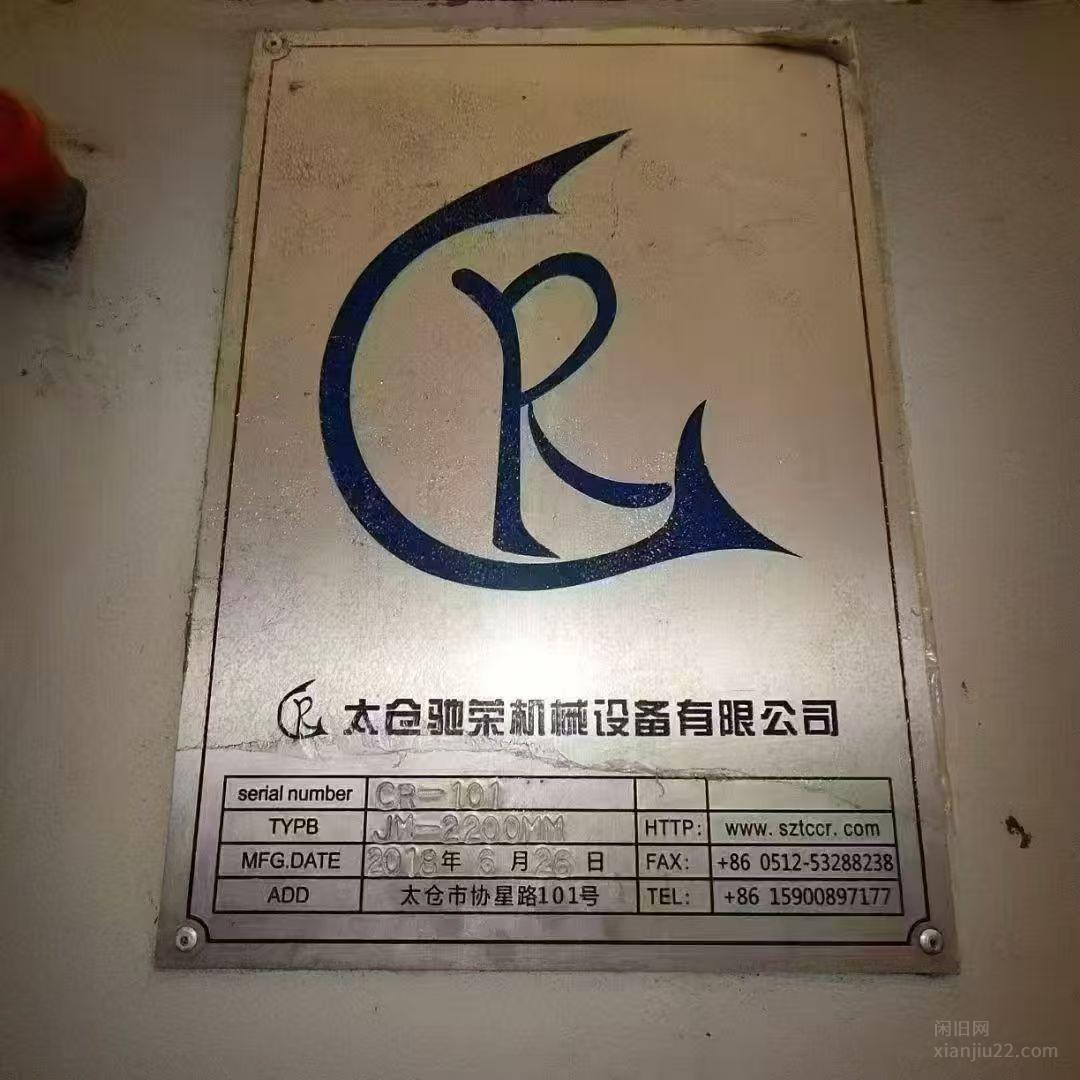 CR
CR 太仓驰荣机械设备有限公司
serial number CR-101
TYPB JM-2200MM HTTP: www.sztccr.com
MFG.DATE 2018年 6月 26日 FAX: +86 0512-53288238
ADD 太仓市协星路101号 TEL: +86 15900897177
闲旧网
xianjiu22.com